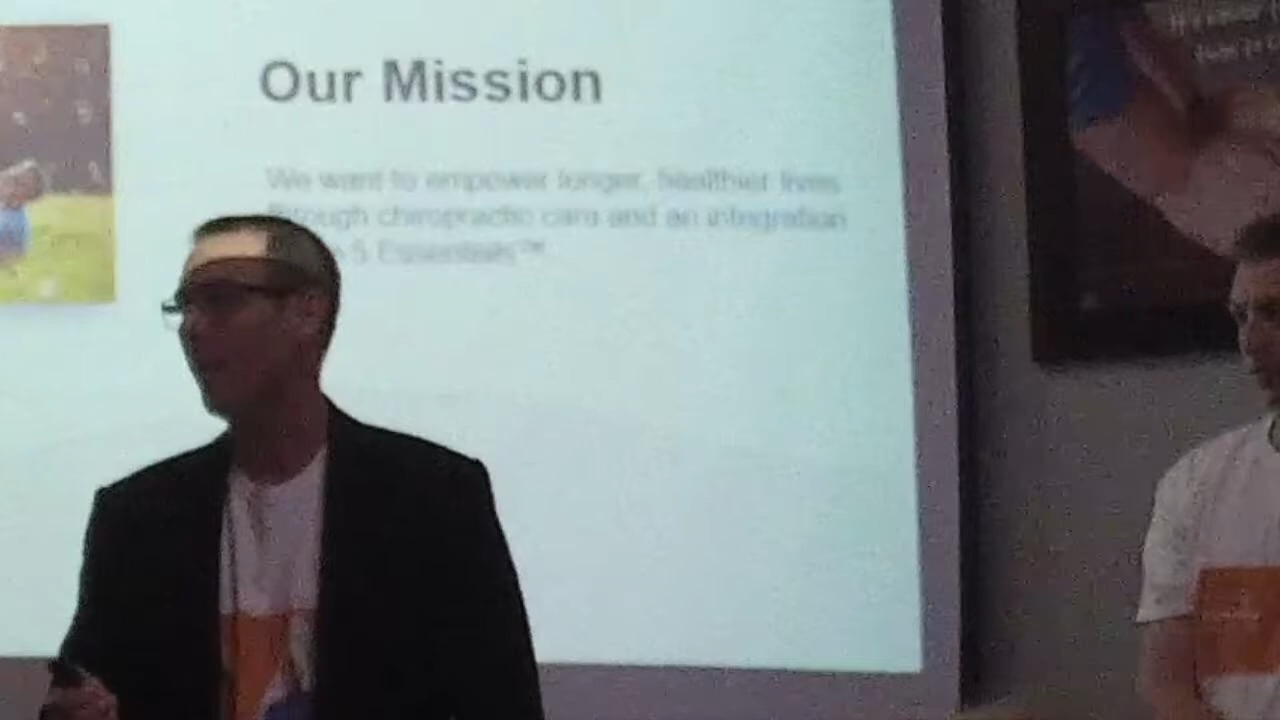 Our Mission
We want to empower longer, healthier lives
through chiropractic care and an integration
5 Essentials™